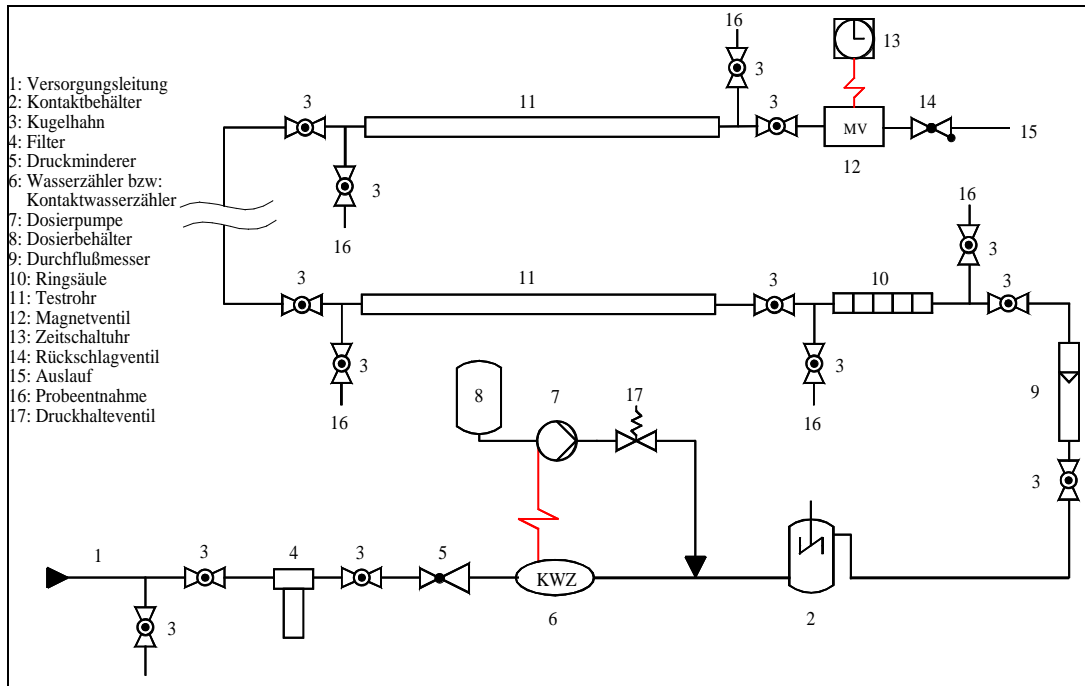 16
13
1: Versorgungsleitung
2: Kontaktbehälter
3: Kugelhahn
4: Filter
5: Druckminderer
6: Wasserzähler bzw:
Kontaktwasserzähler
7: Dosierpumpe
8: Dosierbehälter
9: Durchflußmesser
10: Ringsäule
11: Testrohr
12: Magnetventil
13: Zeitschaltuhr
14: Rückschlagventil
15: Auslauf
16: Probeentnahme
17: Druckhalteventil
3
11
3
3
14
MV
15
12
3
16
16
3
3
11
3
10
3
3
3
16
16
8
7
17
9
3
1
3
4
3
5
KWZ
6
2
3